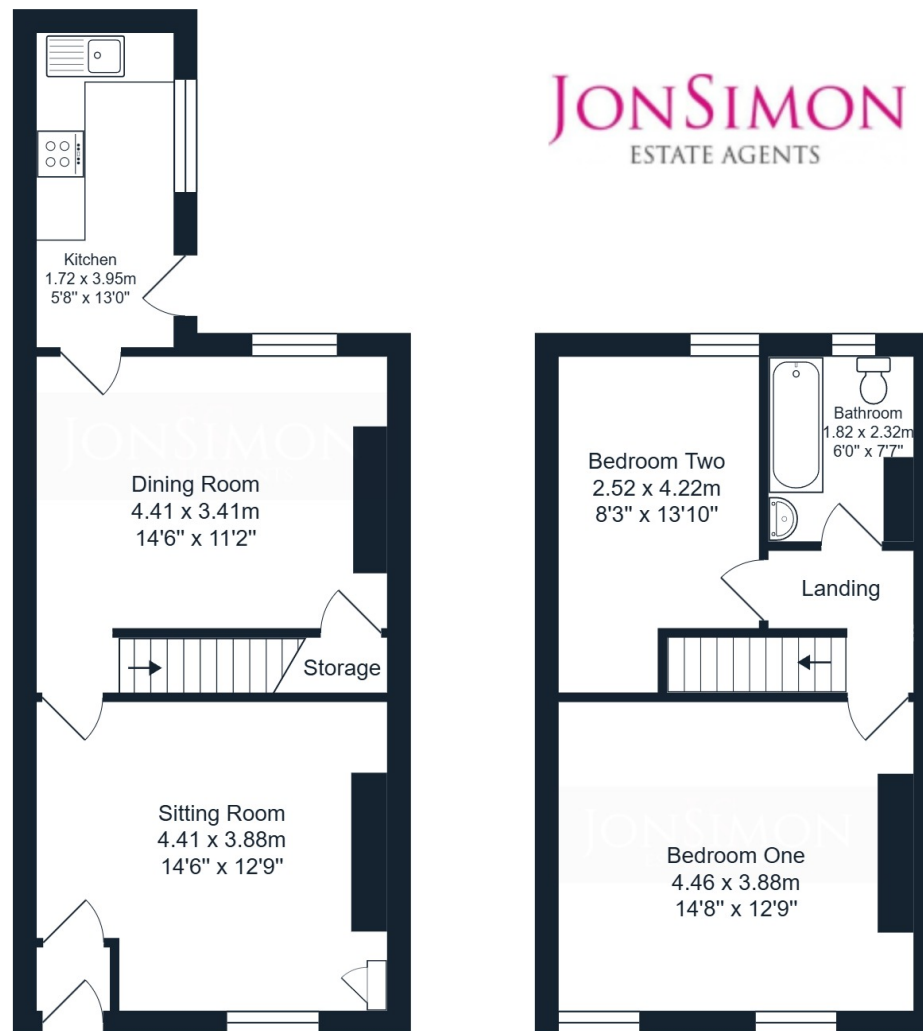 JONSIMON
ESTATE AGENTS
Kitchen
1.72 x 3.95m
5'8" x 13'0"
JONSIMON
Dining Room
4.41 x 3.41m
14'6" x 11'2"
Storage
Sitting Room
4.41 x 3.88m
14'6" x 12'9"
Bedroom Two
2.52 x 4.22m
8'3" x 13'10"
Bathroom
1.82 x 2.32m
6'0" x 7'7"
Landing
JONSIMON
Bedroom One
4.46 x 3.88m
14'8" x 12'9"